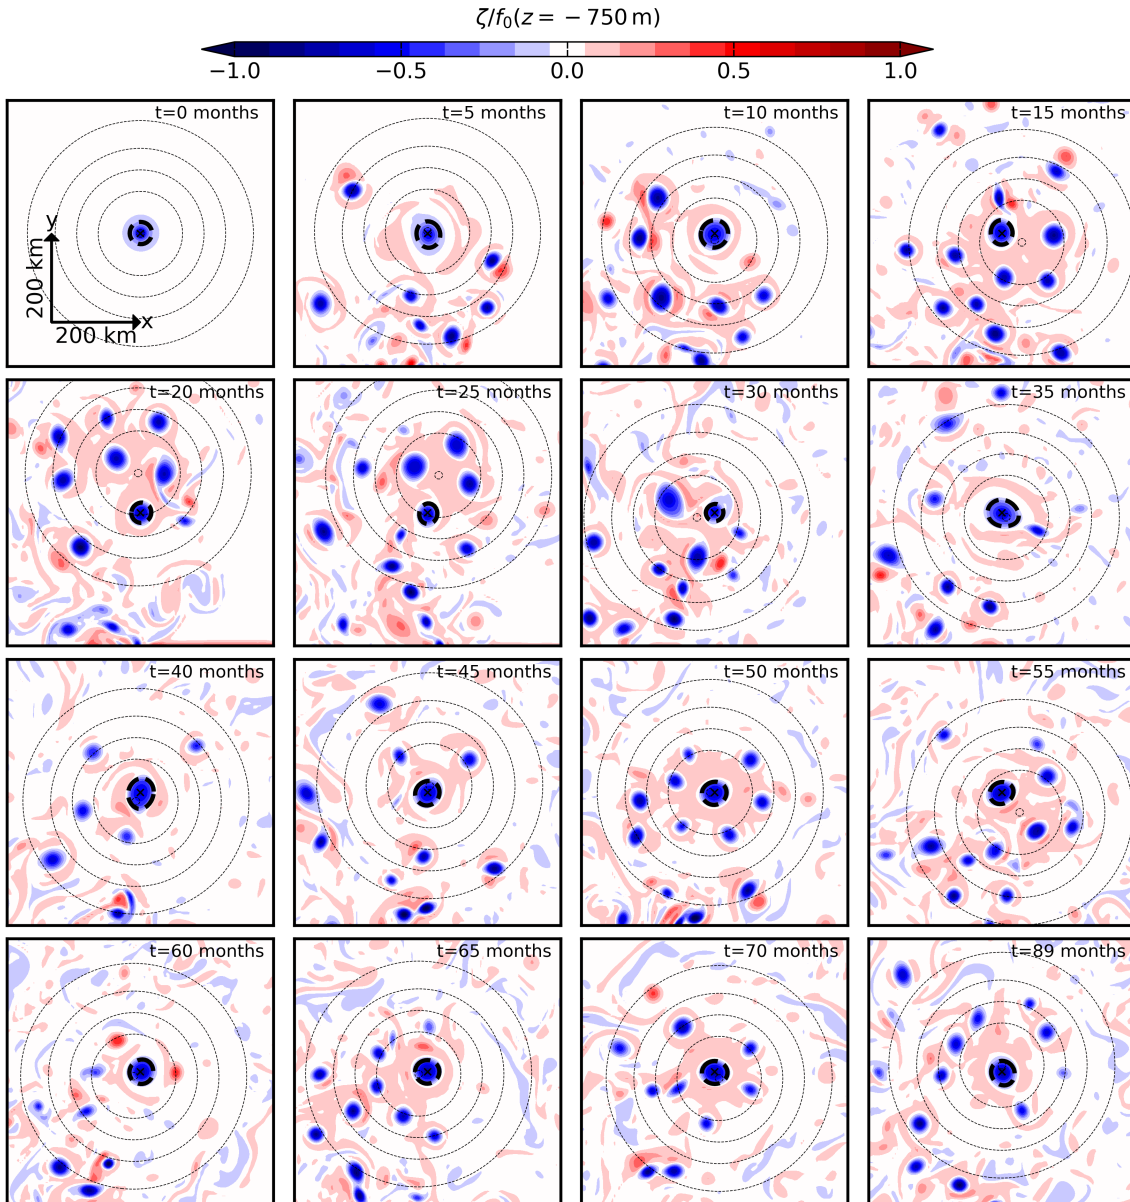 ζ/f₀(z = − 750 m)
−1.0 −0.5 0.0 0.5 1.0
t=0 months t=5 months t=10 months t=15 months
y
200 km
x
200 km
t=20 months t=25 months t=30 months t=35 months
t=40 months t=45 months t=50 months t=55 months
t=60 months t=65 months t=70 months t=89 months